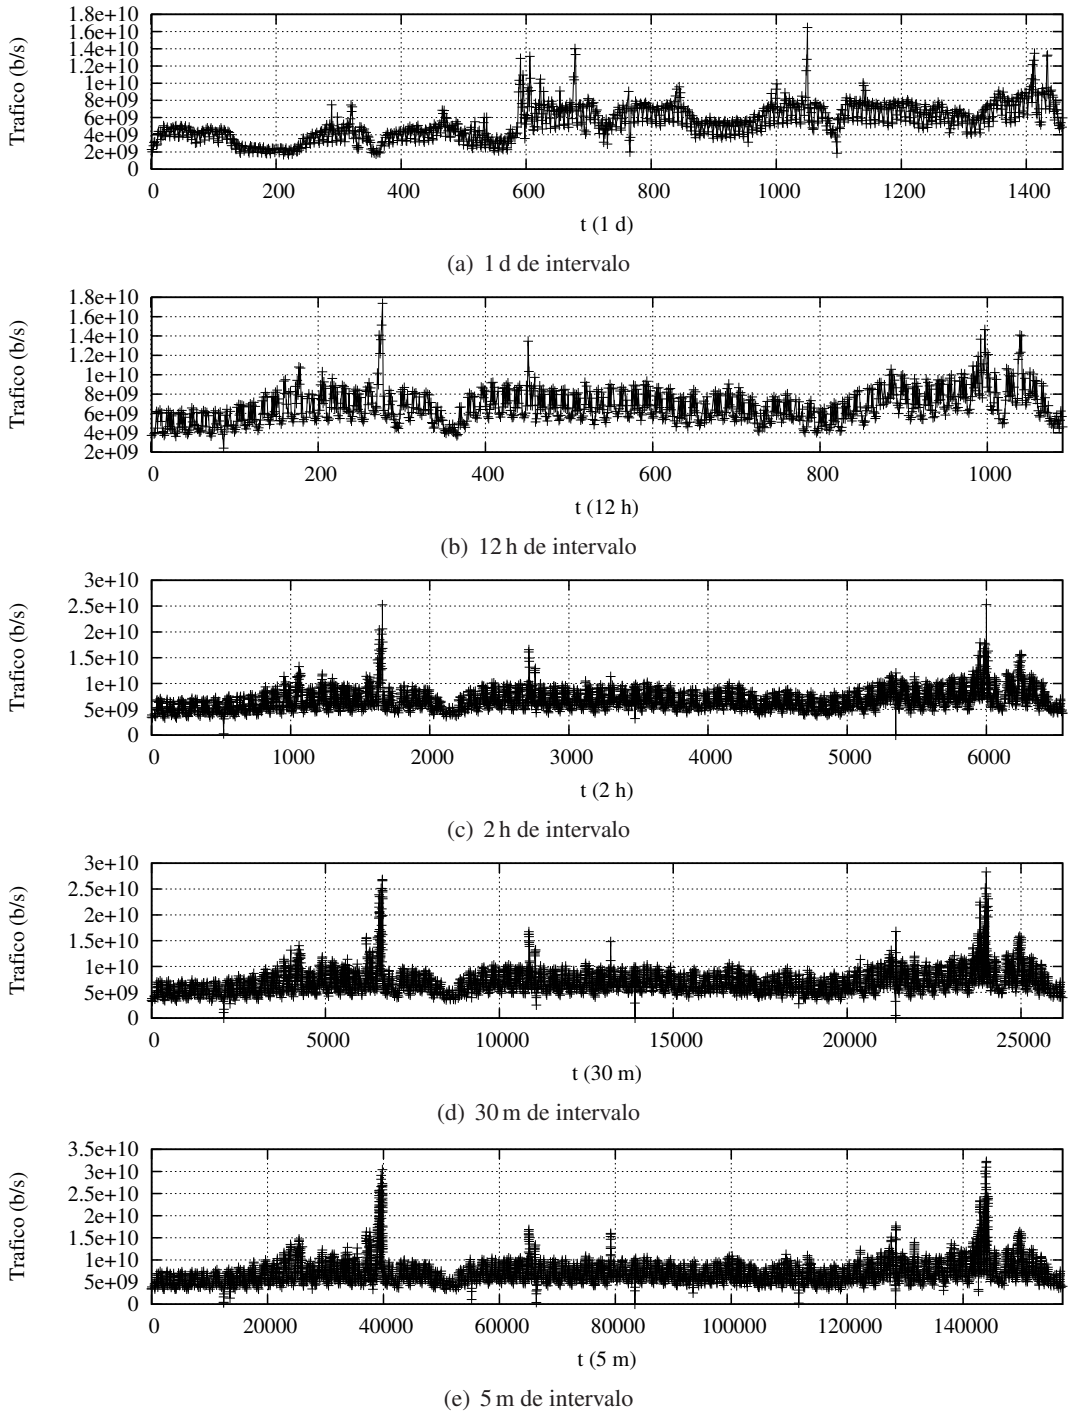 Trafico (b/s)
1.8e+10
1.6e+10
1.4e+10
1.2e+10
1e+10
8e+09
6e+09
4e+09
2e+09
0
0 200 400 600 800 1000 1200 1400
t (1 d)
(a) 1 d de intervalo
Trafico (b/s)
1.8e+10
1.6e+10
1.4e+10
1.2e+10
1e+10
8e+09
6e+09
4e+09
2e+09
0 200 400 600 800 1000
t (12 h)
(b) 12 h de intervalo
Trafico (b/s)
3e+10
2.5e+10
2e+10
1.5e+10
1e+10
5e+09
0
0 1000 2000 3000 4000 5000 6000
t (2 h)
(c) 2 h de intervalo
Trafico (b/s)
3e+10
2.5e+10
2e+10
1.5e+10
1e+10
5e+09
0
0 5000 10000 15000 20000 25000
t (30 m)
(d) 30 m de intervalo
Trafico (b/s)
3.5e+10
3e+10
2.5e+10
2e+10
1.5e+10
1e+10
5e+09
0
0 20000 40000 60000 80000 100000 120000 140000
t (5 m)
(e) 5 m de intervalo